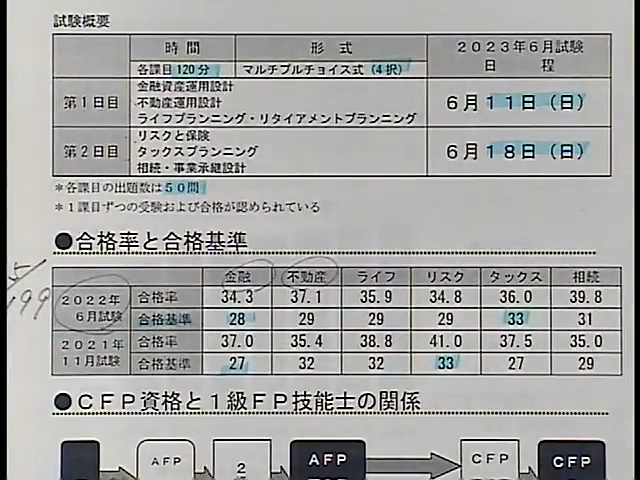 試験概要
時間 形式 2023年6月試験
各課目120分 マルチプルチョイス式(4択) 日程
第1日目 金融資産運用設計
不動産運用設計
ライフプランニング・リタイアメントプランニング
6月11日(日)
第2日目 リスクと保険
タックスプランニング
相続・事業承継設計
6月18日(日)
*各課目の出題数は50問
*1課目ずつの受験および合格が認められている
●合格率と合格基準
金融 不動産 ライフ リスク タックス 相続
2022年6月試験 合格率 34.3 37.1 35.9 34.8 36.0 39.8
合格基準 28 29 29 29 33 31
2021年11月試験 合格率 37.0 35.4 38.8 41.0 37.5 35.0
合格基準 27 32 32 33 27 29
●CFP資格と1級FP技能士の関係
AFP 2 AFP CFP CFP